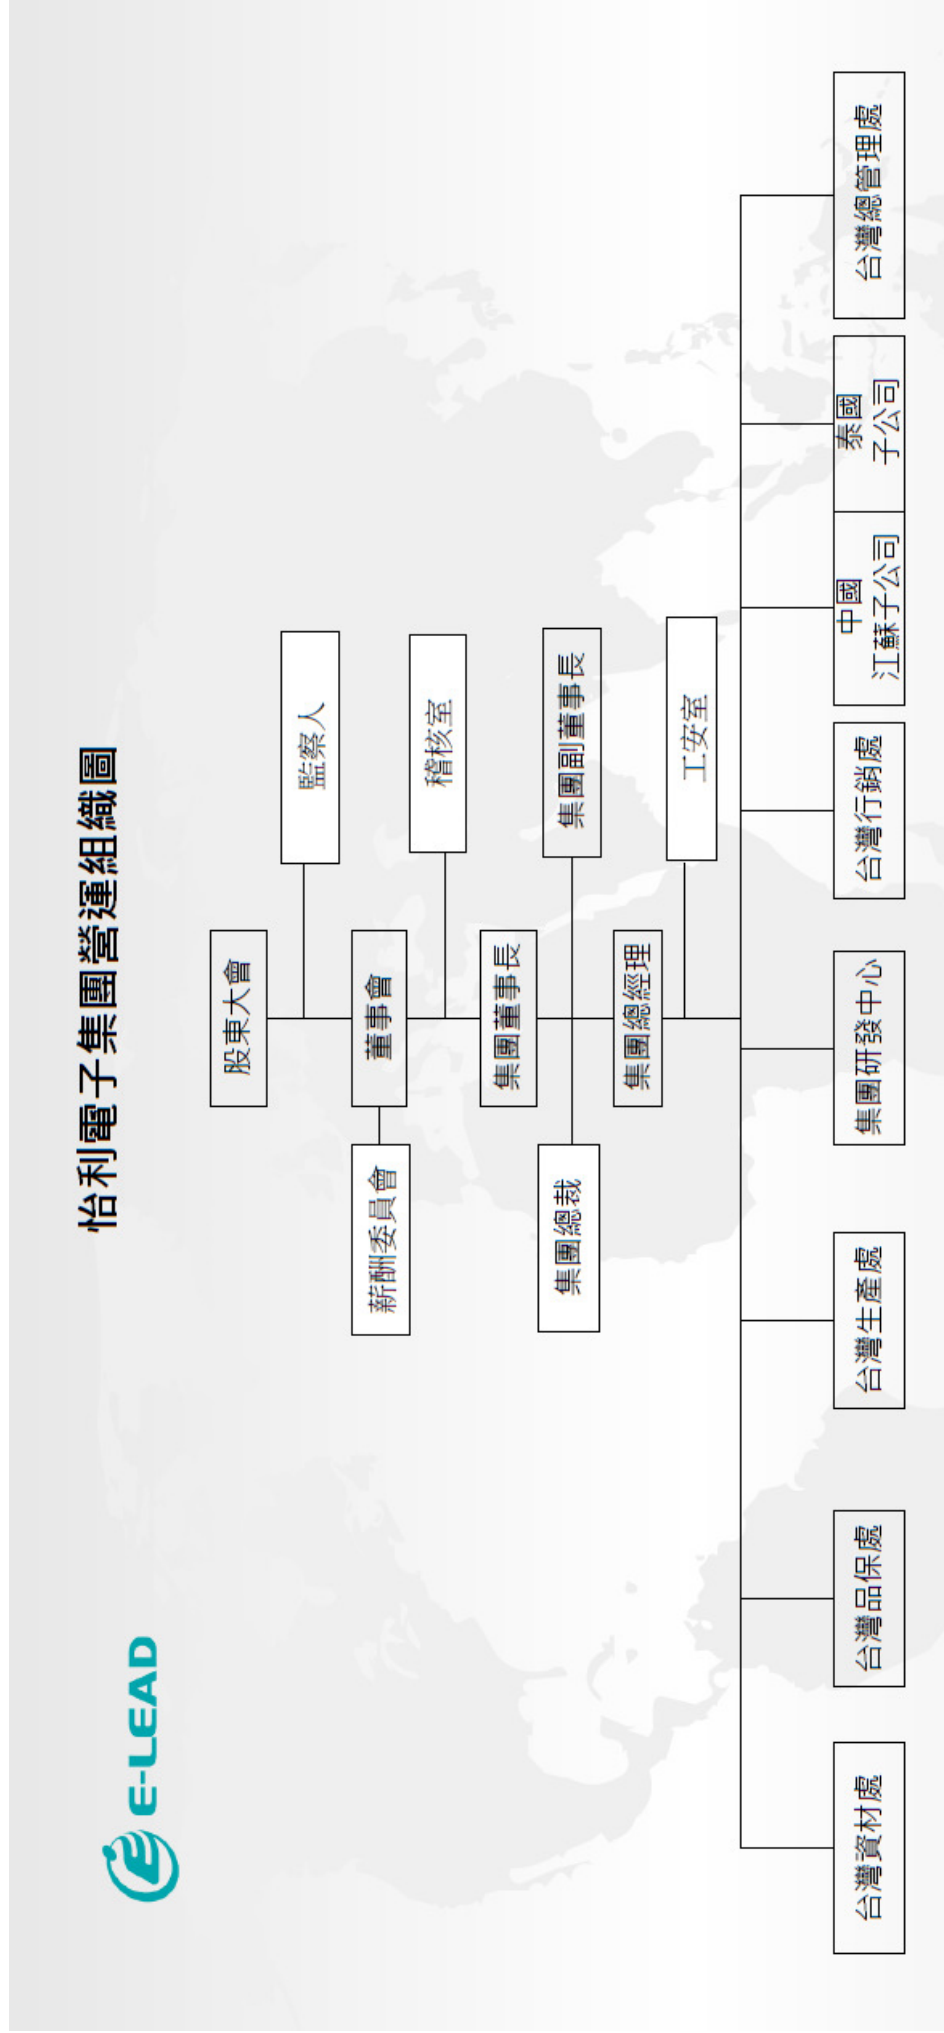 怡利電子集團營運組織圖
E-LEAD
股東大會
監察人
薪酬委員會
董事會
稽核室
集團董事長
集團總裁
集團副董事長
集團總經理
工安室
台灣資材處
台灣品保處
台灣生產處
集團研發中心
台灣行銷處
中國
江蘇子公司
泰國
子公司
台灣總管理處